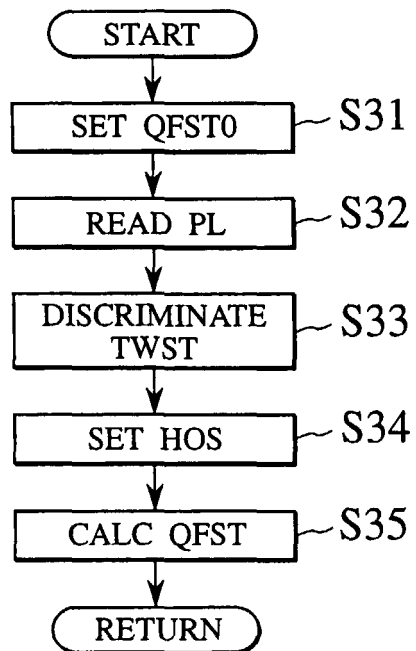 START
SET QFST0
S31
READ PL
S32
DISCRIMINATE
TWST
S33
SET HOS
S34
CALC QFST
S35
RETURN